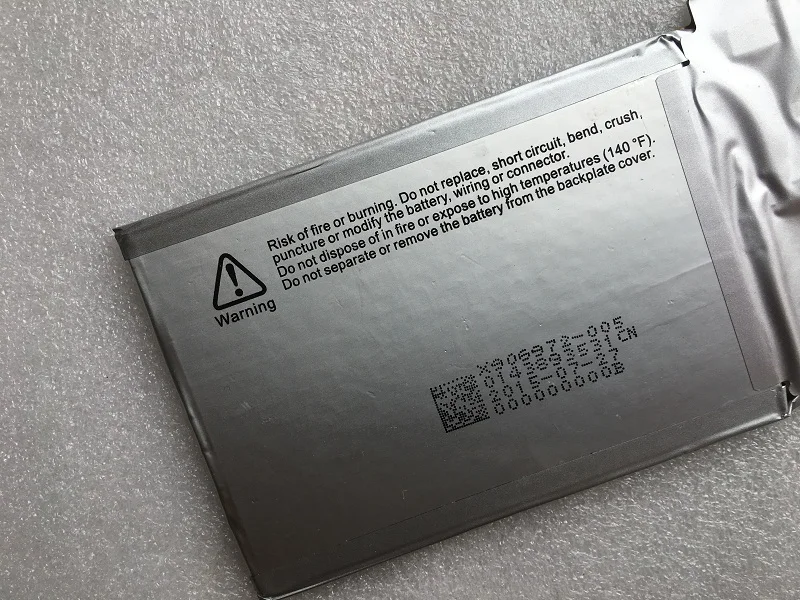 Risk of fire or burning. Do not replace, short circuit, bend, crush,
puncture or modify the battery, wiring or connector.
Do not dispose of in fire or expose to high temperatures (140 °F).
Do not separate or remove the battery from the backplate cover.
Warning
X906972-005
0143593531CN
2015-07-27
000000000B